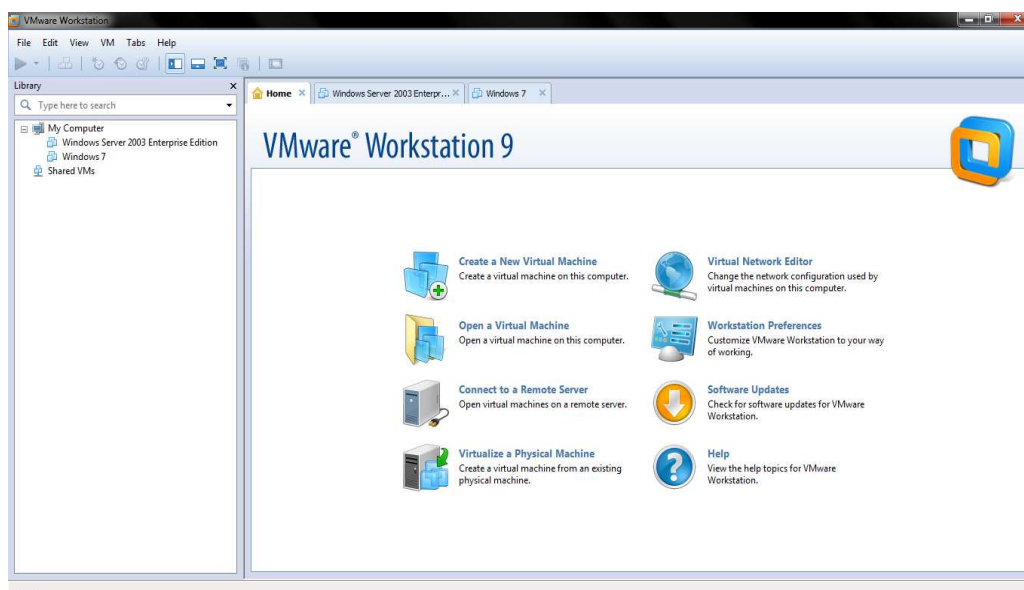 VMware Workstation
File Edit View VM Tabs Help
Library
Type here to search
My Computer
Windows Server 2003 Enterprise Edition
Windows 7
Shared VMs
Home
Windows Server 2003 Enterpr...
Windows 7
VMware® Workstation 9
Create a New Virtual Machine
Create a virtual machine on this computer.
Open a Virtual Machine
Open a virtual machine on this computer.
Connect to a Remote Server
Open virtual machines on a remote server.
Virtualize a Physical Machine
Create a virtual machine from an existing
physical machine.
Virtual Network Editor
Change the network configuration used by
virtual machines on this computer.
Workstation Preferences
Customize VMware Workstation to your way
of working.
Software Updates
Check for software updates for VMware
Workstation.
Help
View the help topics for VMware
Workstation.